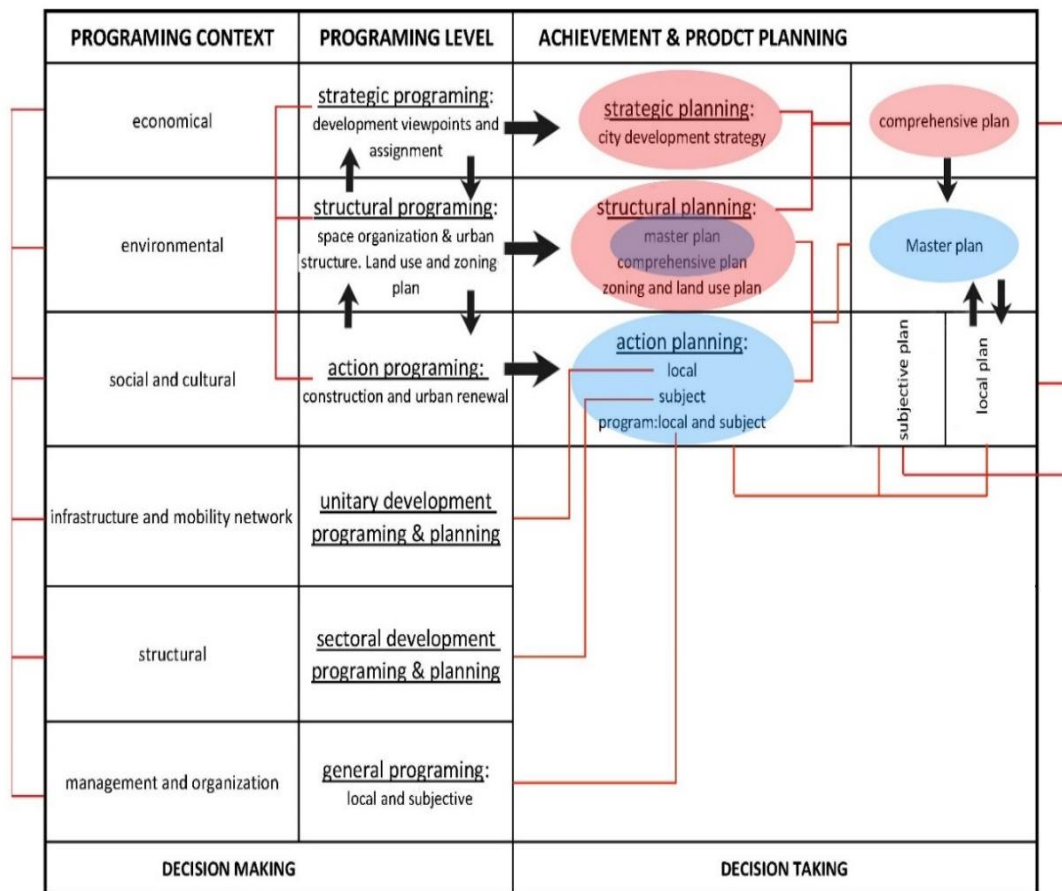 PROGRAMING CONTEXT
PROGRAMING LEVEL
ACHIEVEMENT & PRODCT PLANNING
economical
strategic programing:
development viewpoints and
assignment
strategic planning:
city development strategy
comprehensive plan
environmental
structural programing:
space organization & urban
structure. Land use and zoning
plan
structural planning:
master plan
comprehensive plan
zoning and land use plan
Master plan
social and cultural
action programing:
construction and urban renewal
action planning:
local
subject
program:local and subject
subjective plan
local plan
infrastructure and mobility network
unitary development
programing & planning
structural
sectoral development
programing & planning
management and organization
general programing:
local and subjective
DECISION MAKING
DECISION TAKING